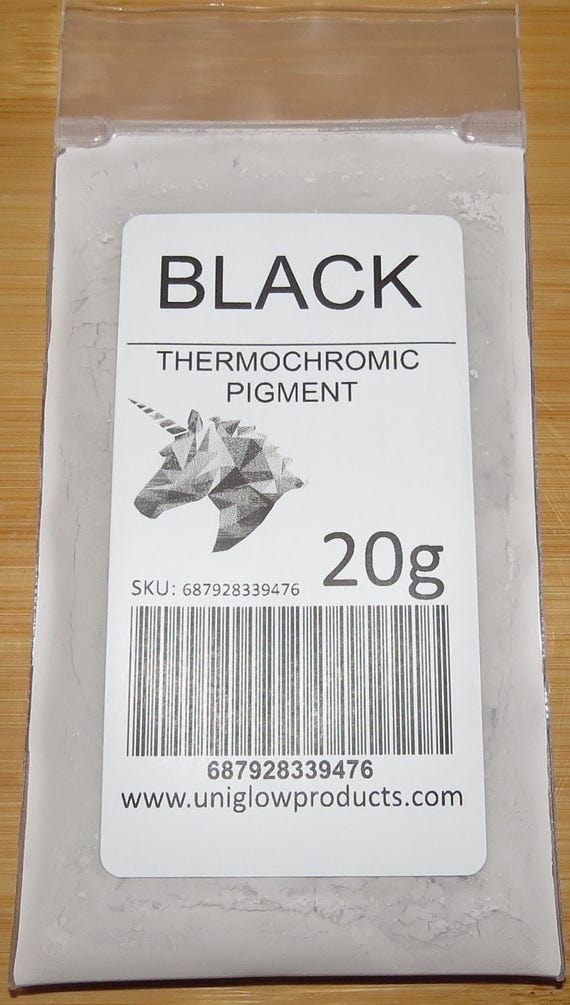 BLACK
THERMOCHROMIC
PIGMENT
20g
SKU: 687928339476
687928339476
www.uniglowproducts.com